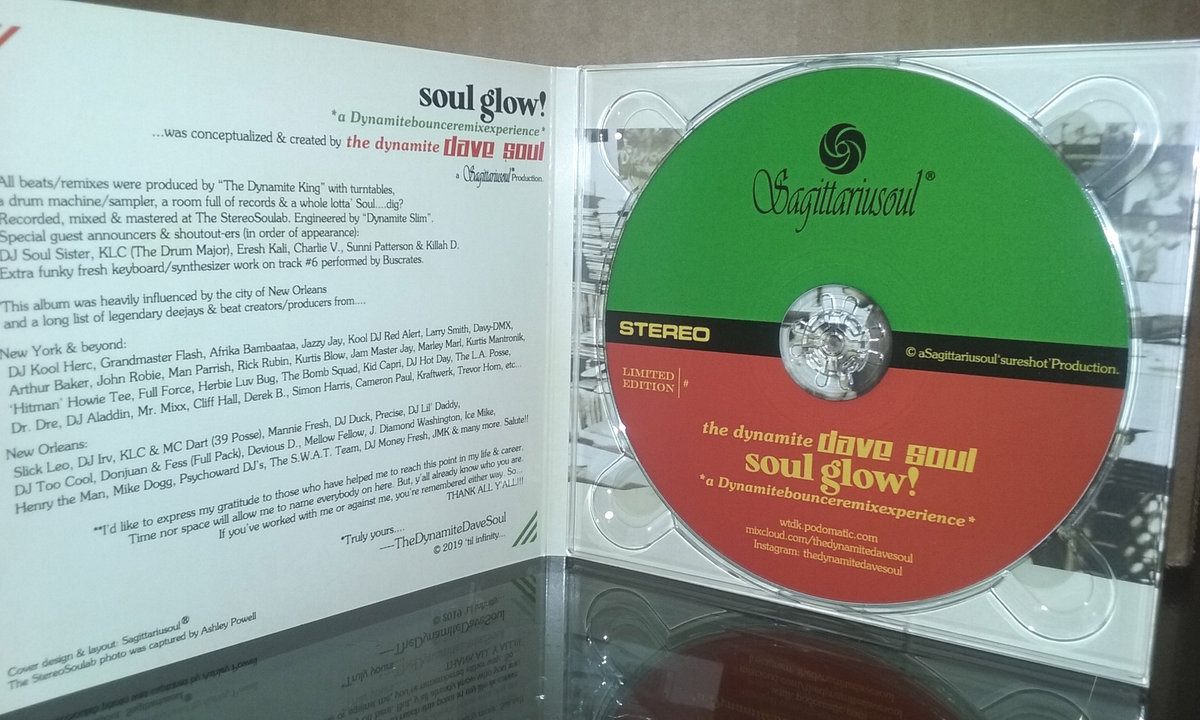 soul glow!
*a Dynamitebounceremixexperience*
...was conceptualized & created by the dynamite dave soul
a Sagittariusoul® Production.
All beats/remixes were produced by "The Dynamite King" with turntables,
a drum machine/sampler, a room full of records & a whole lotta' Soul....dig?
Recorded, mixed & mastered at The StereoSoulab. Engineered by "Dynamite Slim".
Special guest announcers & shoutout-ers (in order of appearance):
DJ Soul Sister, KLC (The Drum Major), Eresh Kali, Charlie V., Sunni Patterson & Killah D.
Extra funky fresh keyboard/synthesizer work on track #6 performed by Buscrates.
*This album was heavily influenced by the city of New Orleans
and a long list of legendary deejays & beat creators/producers from....
New York & beyond:
DJ Kool Herc, Grandmaster Flash, Afrika Bambaataa, Jazzy Jay, Kool DJ Red Alert, Larry Smith, Davy-DMX,
Arthur Baker, John Robie, Man Parrish, Rick Rubin, Kurtis Blow, Jam Master Jay, Marley Marl, Kurtis Mantronik,
'Hitman' Howie Tee, Full Force, Herbie Luv Bug, The Bomb Squad, Kid Capri, DJ Hot Day, The L.A. Posse,
Dr. Dre, DJ Aladdin, Mr. Mixx, Cliff Hall, Derek B., Simon Harris, Cameron Paul, Kraftwerk, Trevor Horn, etc...
New Orleans:
Slick Leo, DJ Irv, KLC & MC Dart (39 Posse), Mannie Fresh, DJ Duck, Precise, DJ Lil' Daddy,
DJ Too Cool, Donjuan & Fess (Full Pack), Devious D., Mellow Fellow, J. Diamond Washington, Ice Mike,
Henry the Man, Mike Dogg, Psychoward DJ's, The S.W.A.T. Team, DJ Money Fresh, JMK & many more. Salute!!
**I'd like to express my gratitude to those who have helped me to reach this point in my life & career.
Time nor space will allow me to name everybody on here. But, y'all already know who you are.
If you've worked with me or against me, you're remembered either way. So...
THANK ALL Y'ALL!!!
*Truly yours....
----TheDynamiteDaveSoul
© 2019 'til infinity...
Cover design & layout: Sagittariusoul®
The StereoSoulab photo was captured by Ashley Powell
Sagittariusoul®
STEREO
© aSagittariusoul'sureshot'Production.
LIMITED
EDITION #
the dynamite dave soul
soul glow!
*a Dynamitebounceremixexperience*
wtdk.podomatic.com
mixcloud.com/thedynamitedavesoul
Instagram: thedynamitedavesoul